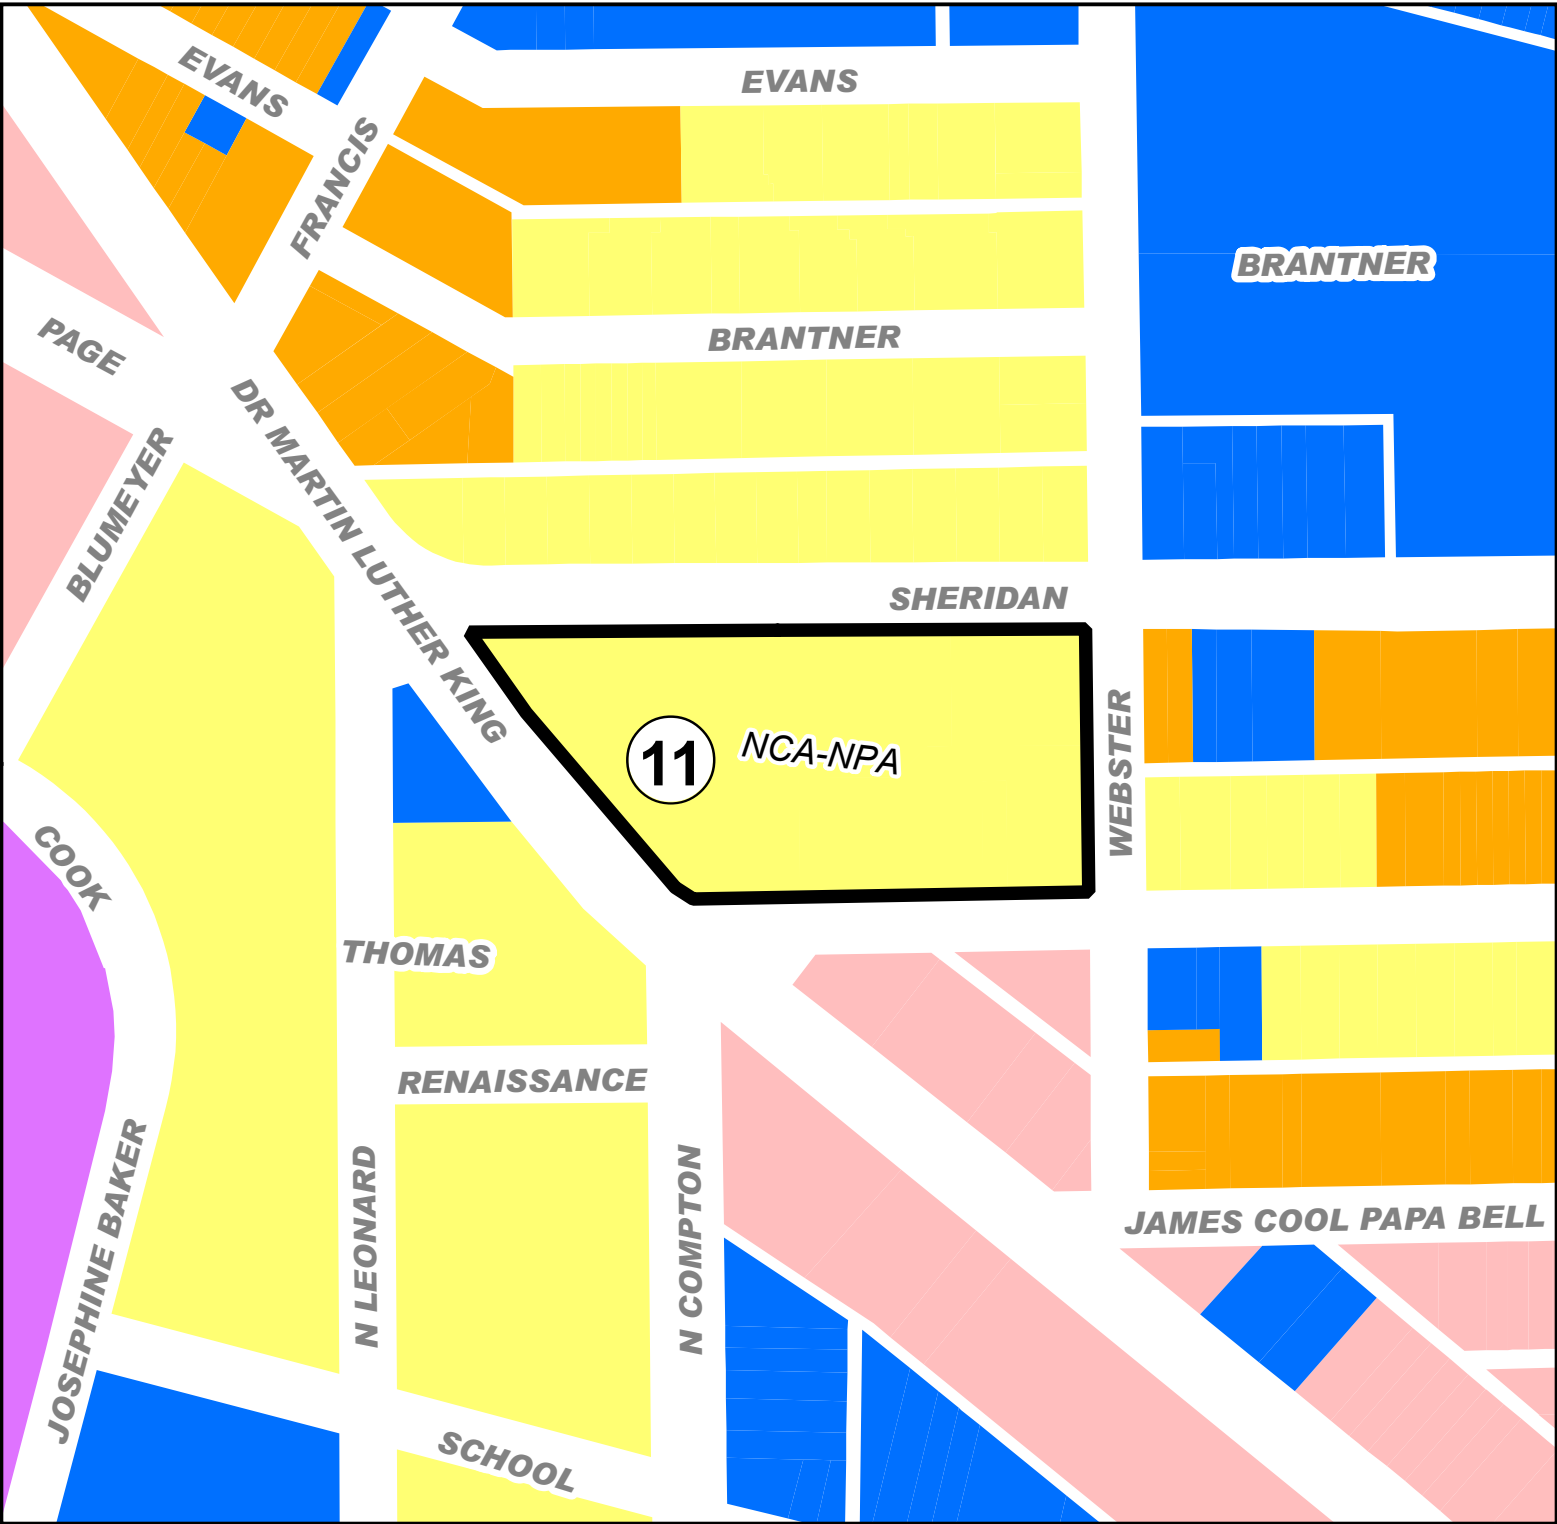 EVANS
EVANS
FRANCIS
BRANTNER
BRANTNER
PAGE
DR MARTIN LUTHER KING
BLUMEYER
SHERIDAN
11
NCA-NPA
WEBSTER
COOK
THOMAS
RENAISSANCE
JOSEPHINE BAKER
N LEONARD
N COMPTON
JAMES COOL PAPA BELL
SCHOOL